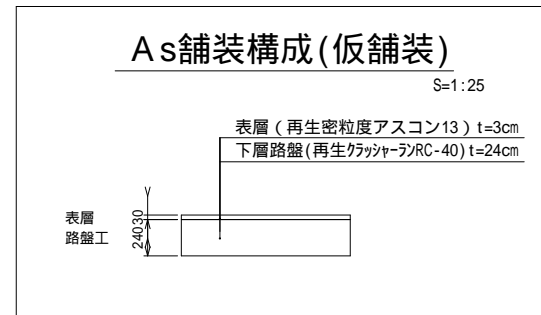 As舗装構成(仮舗装)
S=1:25
表層(再生密粒度アスコン13)t=3cm
下層路盤(再生クラッシャーランRC-40)t=24cm
表層
路盤工
30
240